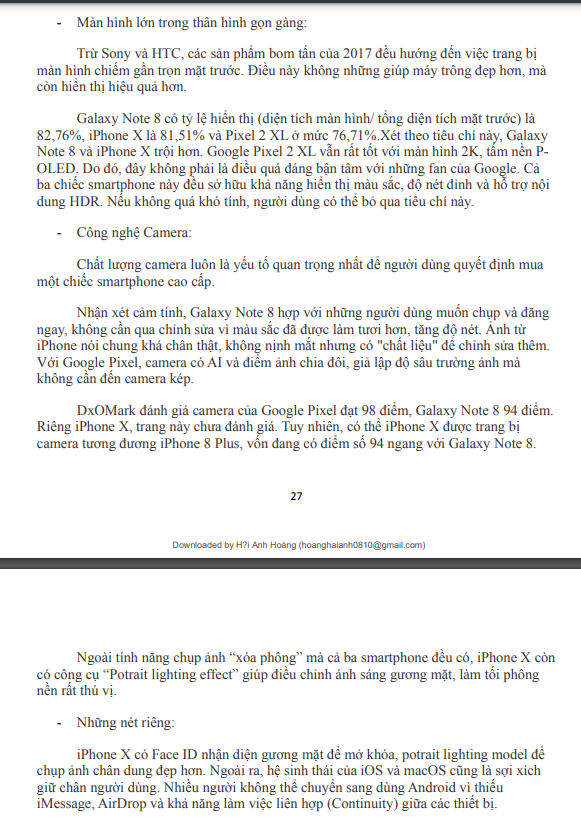 - Màn hình lớn trong thân hình gọn gàng:
Trừ Sony và HTC, các sản phẩm bom tấn của 2017 đều hướng đến việc trang bị
màn hình chiếm gần trọn mặt trước. Điều này không những giúp máy trông đẹp hơn, mà
còn hiển thị hiệu quả hơn.
Galaxy Note 8 có tỷ lệ hiển thị (diện tích màn hình/ tổng diện tích mặt trước) là
82,76%, iPhone X là 81,51% và Pixel 2 XL ở mức 76,71%.Xét theo tiêu chí này, Galaxy
Note 8 và iPhone X trội hơn. Google Pixel 2 XL vẫn rất tốt với màn hình 2K, tấm nền P-
OLED. Do đó, đây không phải là điều quá đáng bận tâm với những fan của Google. Cả
ba chiếc smartphone này đều sở hữu khả năng hiển thị màu sắc, độ nét đỉnh và hỗ trợ nội
dung HDR. Nếu không quá khó tính, người dùng có thể bỏ qua tiêu chí này.
- Công nghệ Camera:
Chất lượng camera luôn là yếu tố quan trọng nhất để người dùng quyết định mua
một chiếc smartphone cao cấp.
Nhận xét cảm tính, Galaxy Note 8 hợp với những người dùng muốn chụp và đăng
ngay, không cần qua chỉnh sửa vì màu sắc đã được làm tươi hơn, tăng độ nét. Ảnh từ
iPhone nói chung khá chân thật, không nịnh mắt nhưng có "chất liệu" để chỉnh sửa thêm.
Với Google Pixel, camera có AI và điểm ảnh chia đôi, giả lập độ sâu trường ảnh mà
không cần đến camera kép.
DxOMark đánh giá camera của Google Pixel đạt 98 điểm, Galaxy Note 8 94 điểm.
Riêng iPhone X, trang này chưa đánh giá. Tuy nhiên, có thể iPhone X được trang bị
camera tương đương iPhone 8 Plus, vốn đang có điểm số 94 ngang với Galaxy Note 8.
27
Downloaded by H?i Anh Hoàng (hoanghaianh0810@gmail.com)
Ngoài tính năng chụp ảnh “xóa phông” mà cả ba smartphone đều có, iPhone X còn
có công cụ “Potrait lighting effect” giúp điều chỉnh ánh sáng gương mặt, làm tối phông
nền rất thú vị.
- Những nét riêng:
iPhone X có Face ID nhận diện gương mặt để mở khóa, potrait lighting model để
chụp ảnh chân dung đẹp hơn. Ngoài ra, hệ sinh thái của iOS và macOS cũng là sợi xích
giữ chân người dùng. Nhiều người không thể chuyển sang dùng Android vì thiếu
iMessage, AirDrop và khả năng làm việc liên hợp (Continuity) giữa các thiết bị.